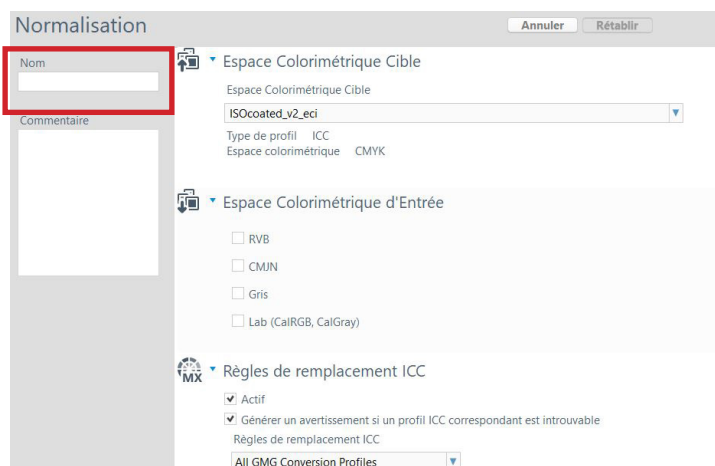 Normalisation
Annuler
Rétablir
Nom
Commentaire
Espace Colorimétrique Cible
Espace Colorimétrique Cible
ISOcoated_v2_eci
Type de profil ICC
Espace colorimétrique CMYK
Espace Colorimétrique d'Entrée
RVB
CMJN
Gris
Lab (CalRGB, CalGray)
MX
Règles de remplacement ICC
Actif
Générer un avertissement si un profil ICC correspondant est introuvable
Règles de remplacement ICC
All GMG Conversion Profiles